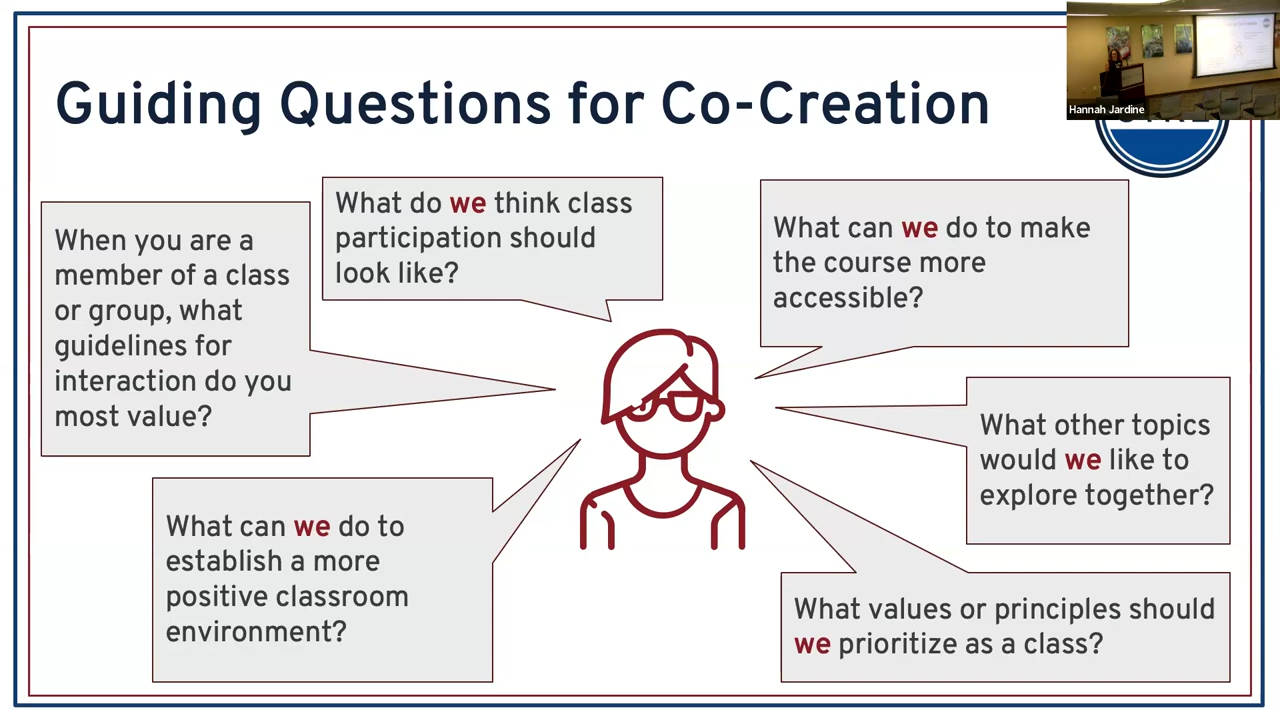 Guiding Questions for Co-Creation
Hannah Jardine
When you are a
member of a class
or group, what
guidelines for
interaction do you
most value?
What do we think class
participation should
look like?
What can we do to make
the course more
accessible?
What other topics
would we like to
explore together?
What can we do to
establish a more
positive classroom
environment?
What values or principles should
we prioritize as a class?